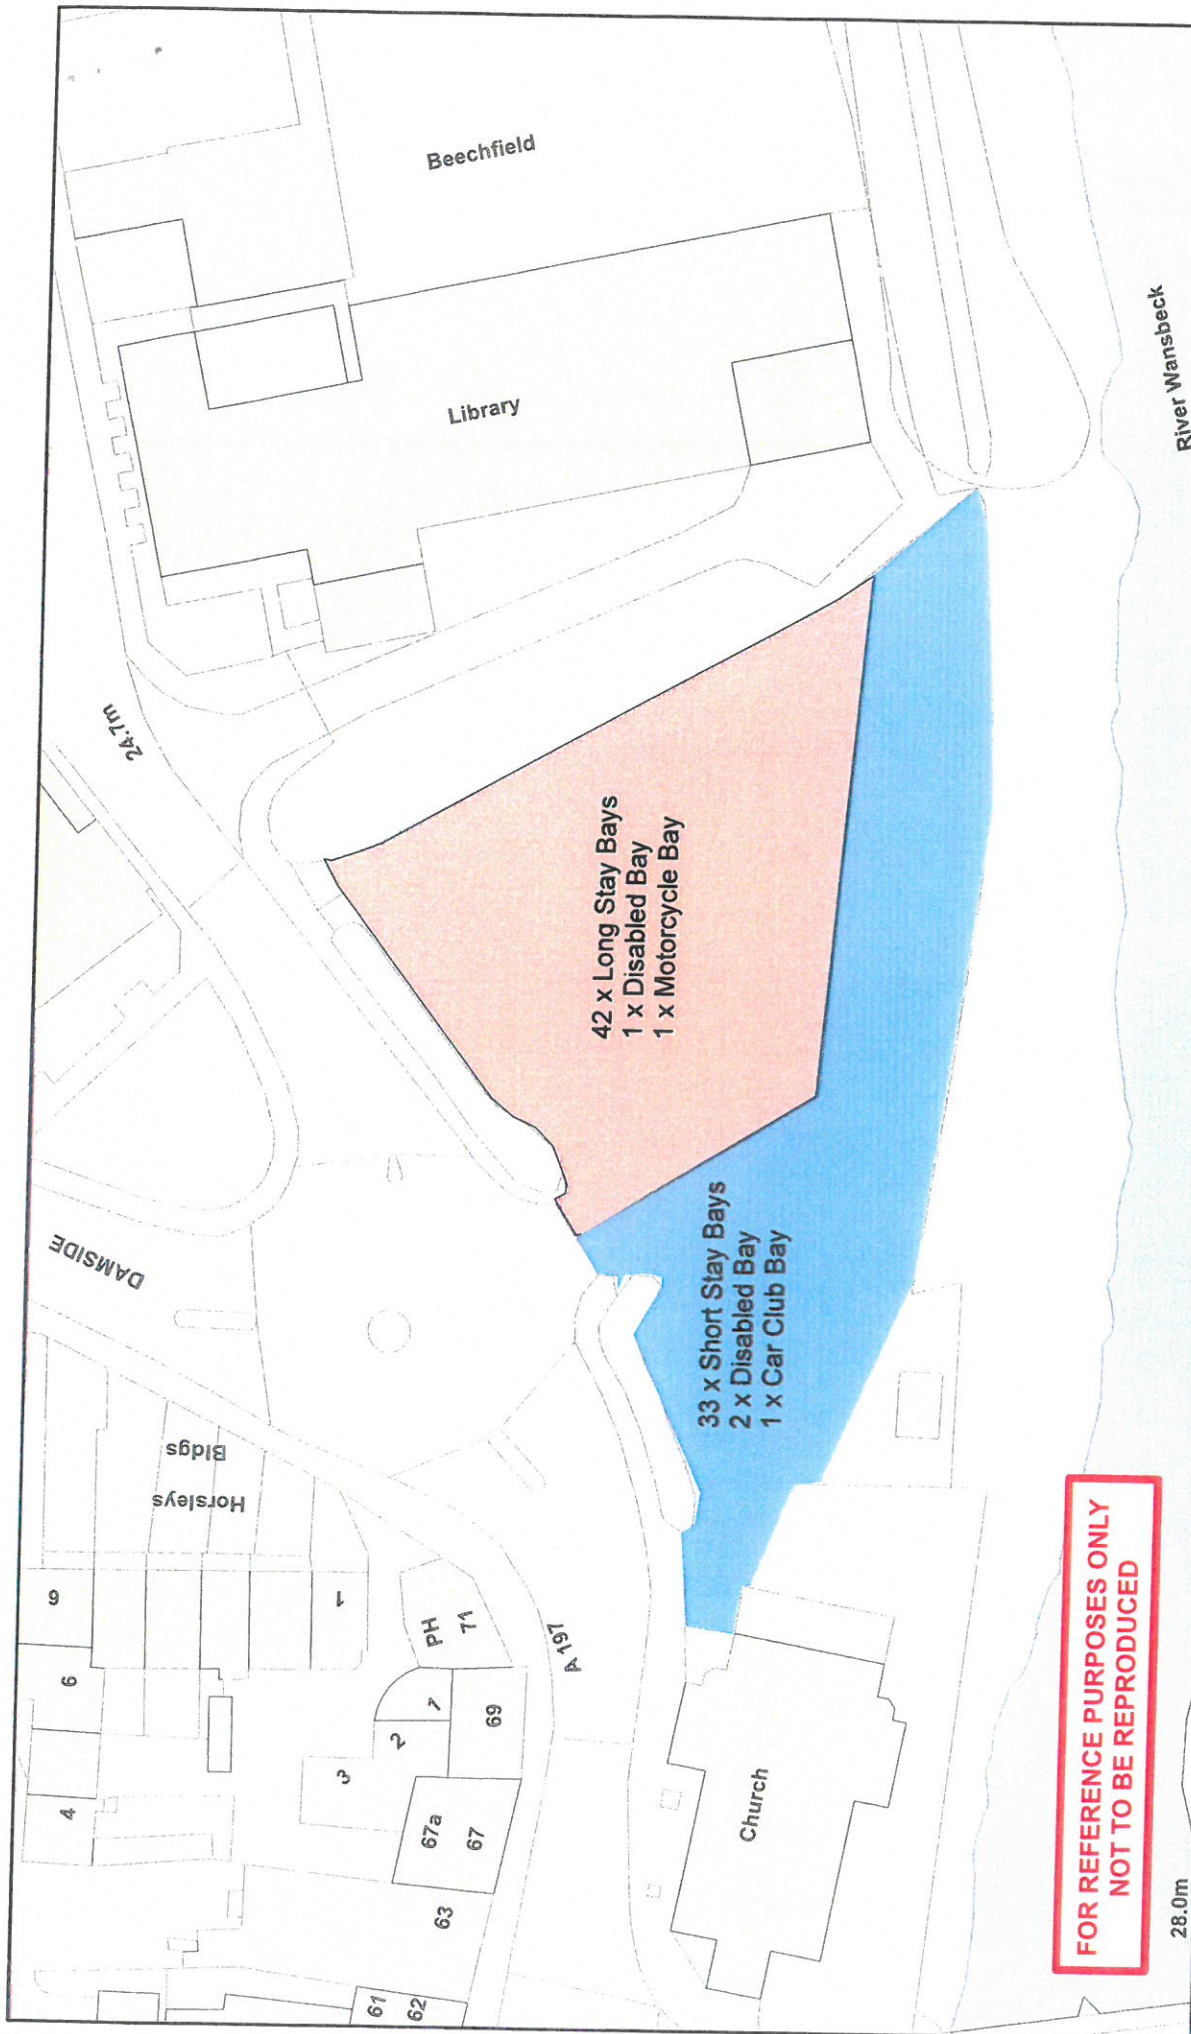 Beechfield
Library
River Wansbeck
24.7m
42 x Long Stay Bays
1 x Disabled Bay
1 x Motorcycle Bay
33 x Short Stay Bays
2 x Disabled Bay
1 x Car Club Bay
DAMSIDE
Horsleys
Bldgs
1
9
6
4
PH
71
A 197
1
2
3
69
67a
67
63
61
62
Church
FOR REFERENCE PURPOSES ONLY
NOT TO BE REPRODUCED
28.0m